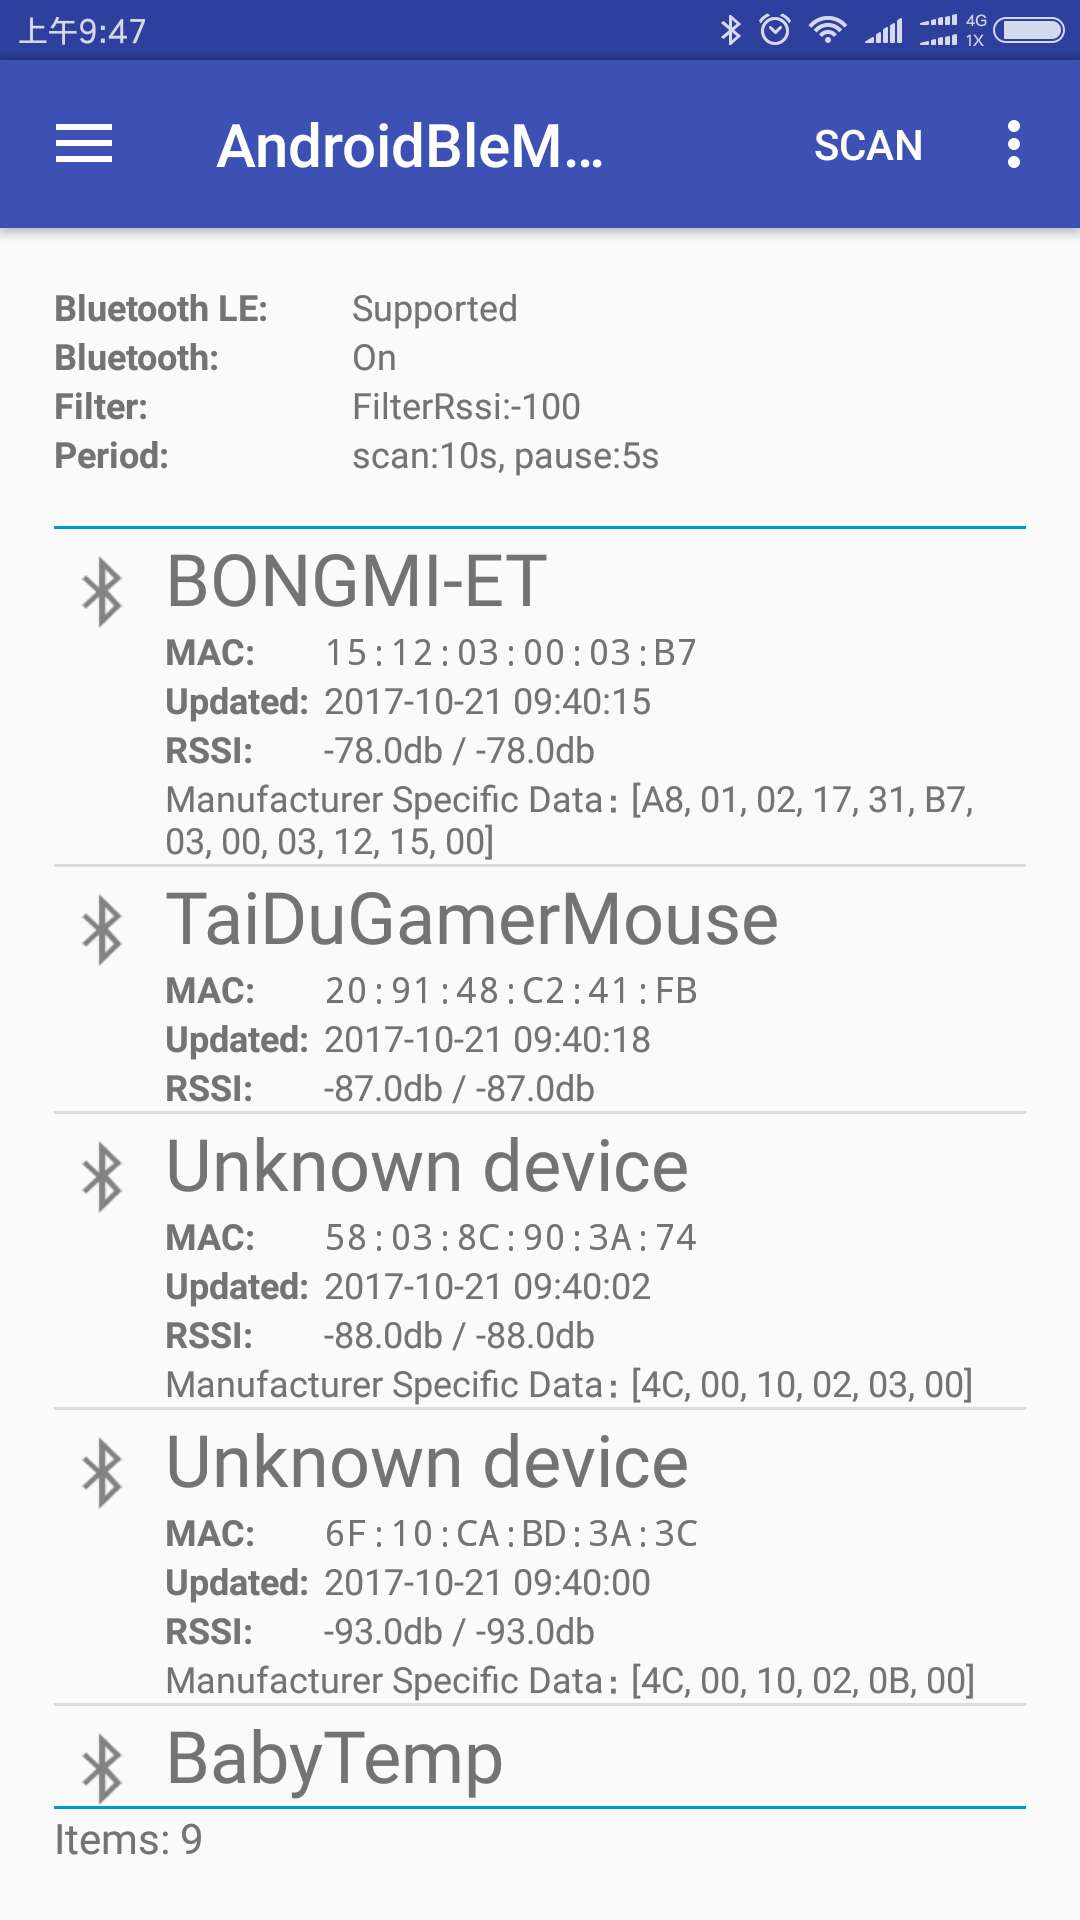 上午9:47
4G
1X
AndroidBleM...
SCAN
Bluetooth LE: Supported
Bluetooth: On
Filter: FilterRssi:-100
Period: scan:10s, pause:5s
BONGMI-ET
MAC: 15:12:03:00:03:B7
Updated: 2017-10-21 09:40:15
RSSI: -78.0db / -78.0db
Manufacturer Specific Data: [A8, 01, 02, 17, 31, B7,
03, 00, 03, 12, 15, 00]
TaiDuGamerMouse
MAC: 20:91:48:C2:41:FB
Updated: 2017-10-21 09:40:18
RSSI: -87.0db / -87.0db
Unknown device
MAC: 58:03:8C:90:3A:74
Updated: 2017-10-21 09:40:02
RSSI: -88.0db / -88.0db
Manufacturer Specific Data: [4C, 00, 10, 02, 03, 00]
Unknown device
MAC: 6F:10:CA:BD:3A:3C
Updated: 2017-10-21 09:40:00
RSSI: -93.0db / -93.0db
Manufacturer Specific Data: [4C, 00, 10, 02, 0B, 00]
BabyTemp
Items: 9